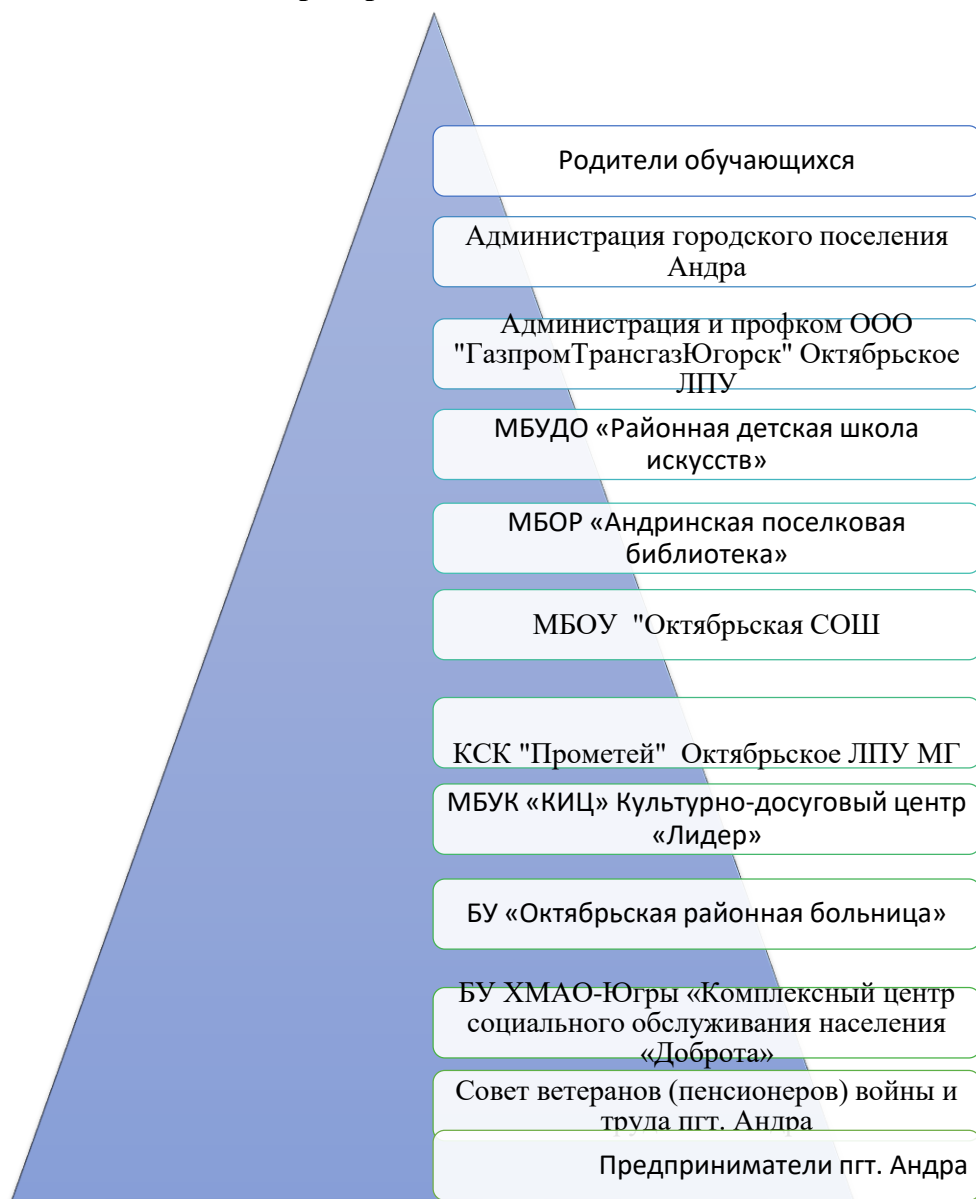 Родители обучающихся
Администрация городского поселения
Андра
Администрация и профком ООО
"ГазпромТрансгазЮгорск" Октябрьское
ЛПУ
МБУДО «Районная детская школа
искусств»
МБОР «Андринская поселковая
библиотека»
МБОУ "Октябрьская СОШ
КСК "Прометей" Октябрьское ЛПУ МГ
МБУК «КИЦ» Культурно-досуговый центр
«Лидер»
БУ «Октябрьская районная больница»
БУ ХМАО-Югры «Комплексный центр
социального обслуживания населения
«Доброта»
Совет ветеранов (пенсионеров) войны и
труда пгт. Андра
Предприниматели пгт. Андра